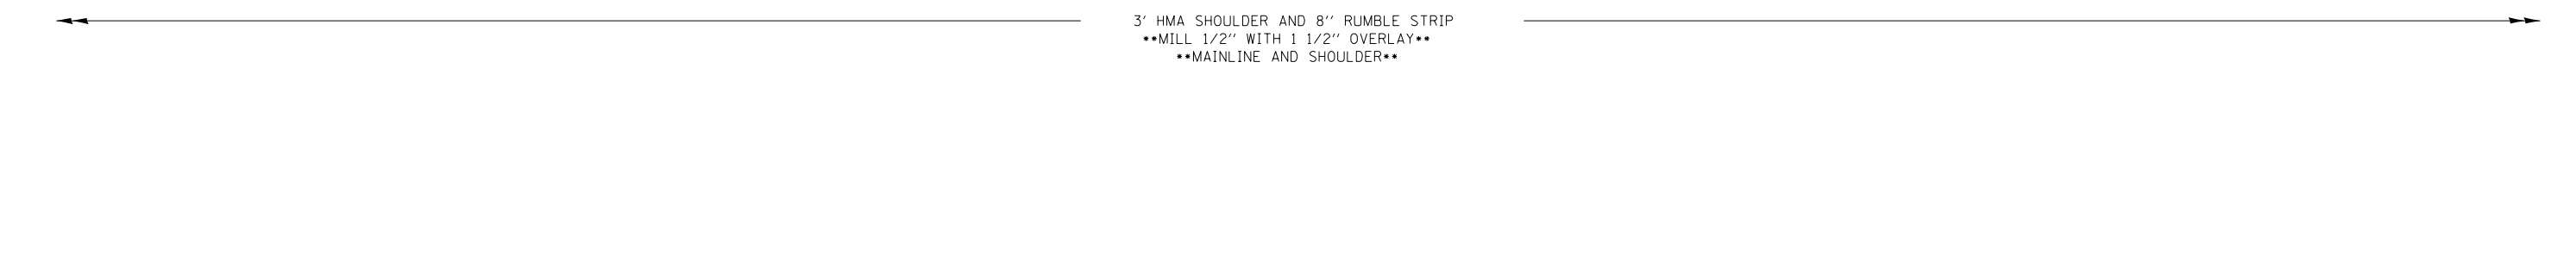 3' HMA SHOULDER AND 8'' RUMBLE STRIP
**MILL 1/2'' WITH 1 1/2'' OVERLAY**
**MAINLINE AND SHOULDER**